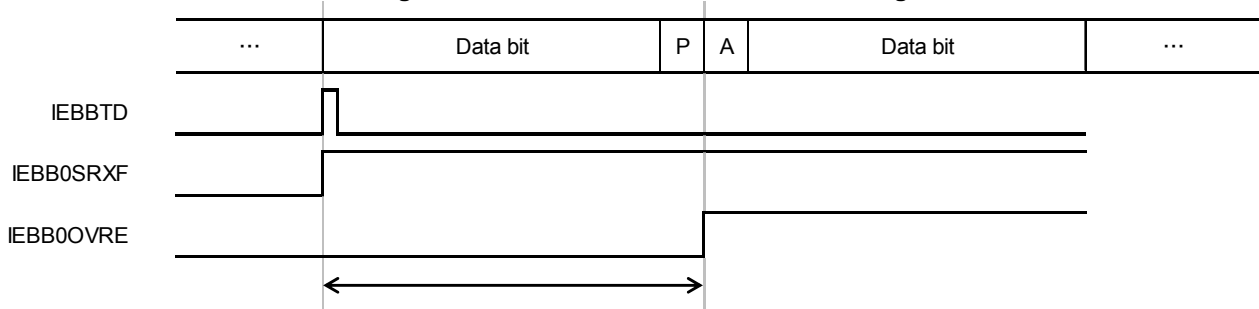 … Data bit P A Data bit …
IEBBTD
IEBB0SRXF
IEBB0OVRE